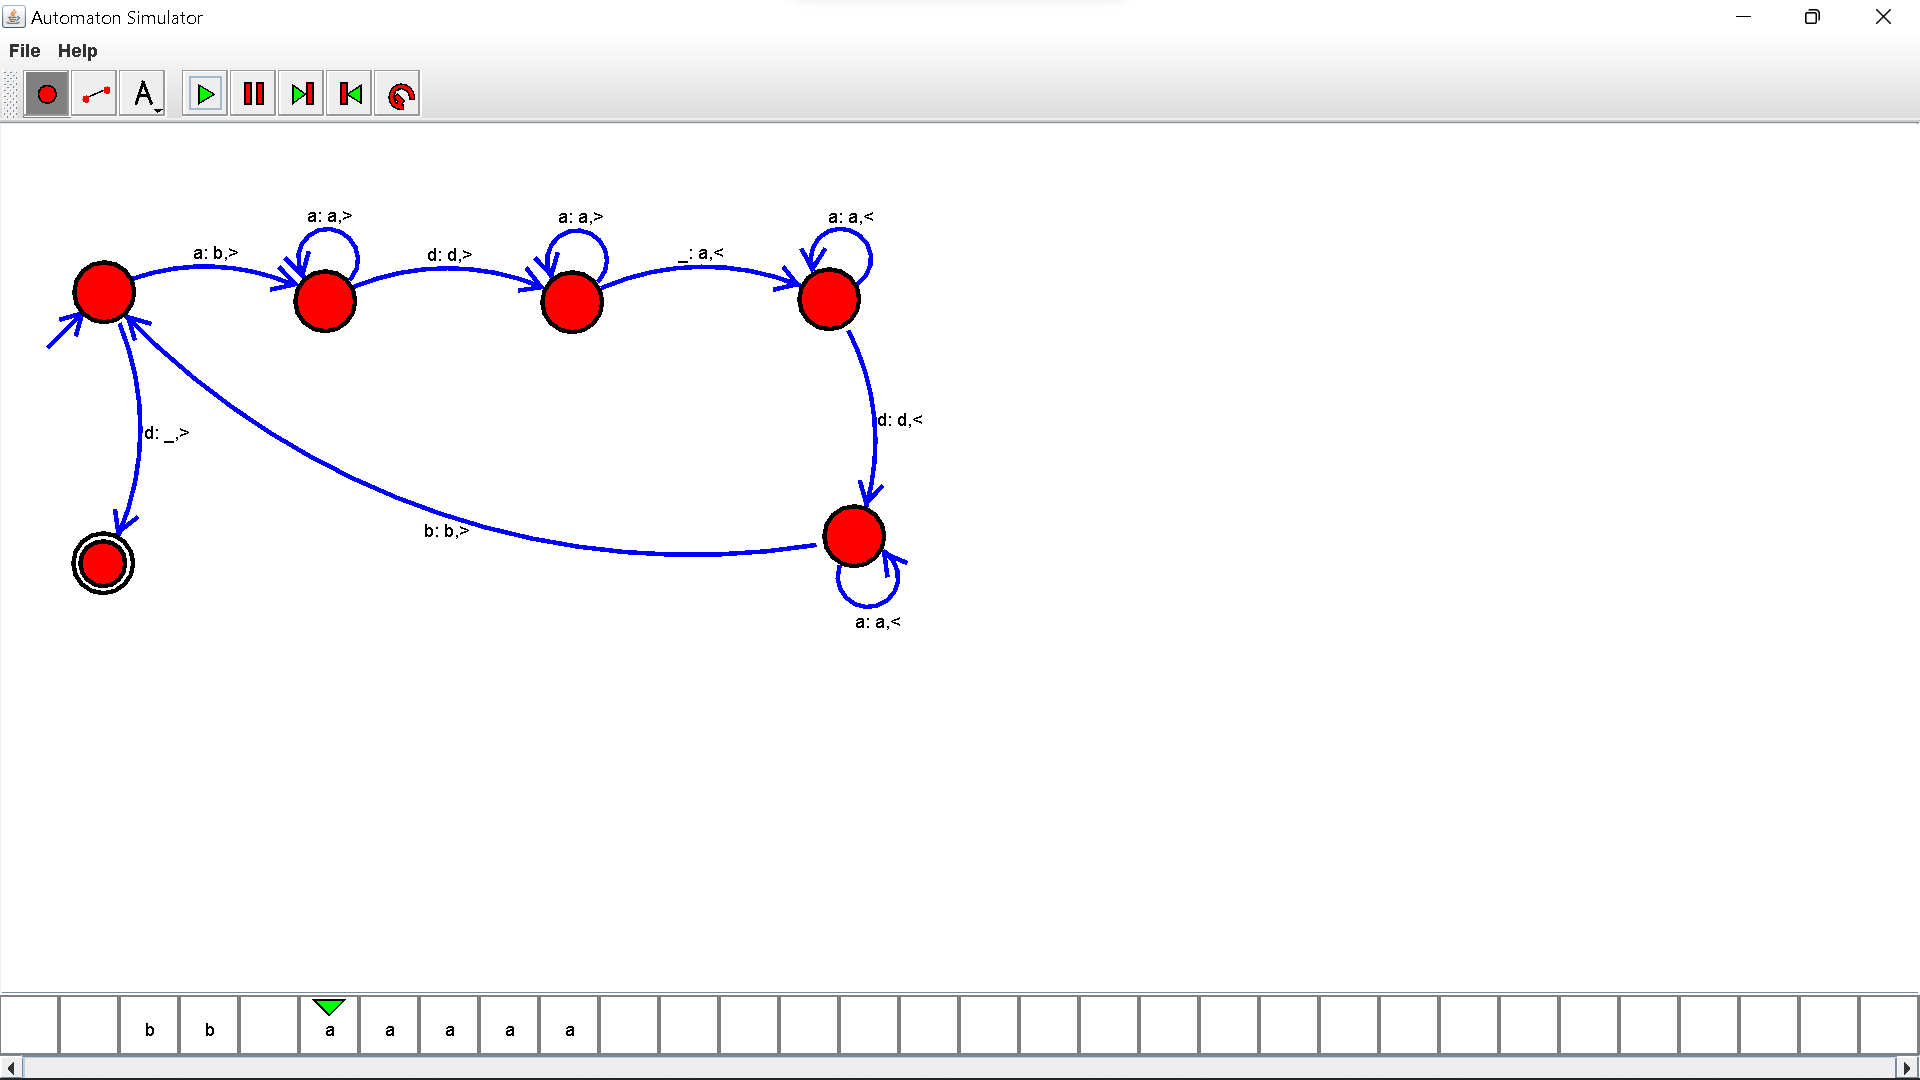 Automaton Simulator
File Help
A
a: a,>
a: a,>
a: a,<
a: b,>
d: d,>
_: a,<
d: d,<
d: _,>
b: b,>
a: a,<
b b a a a a a